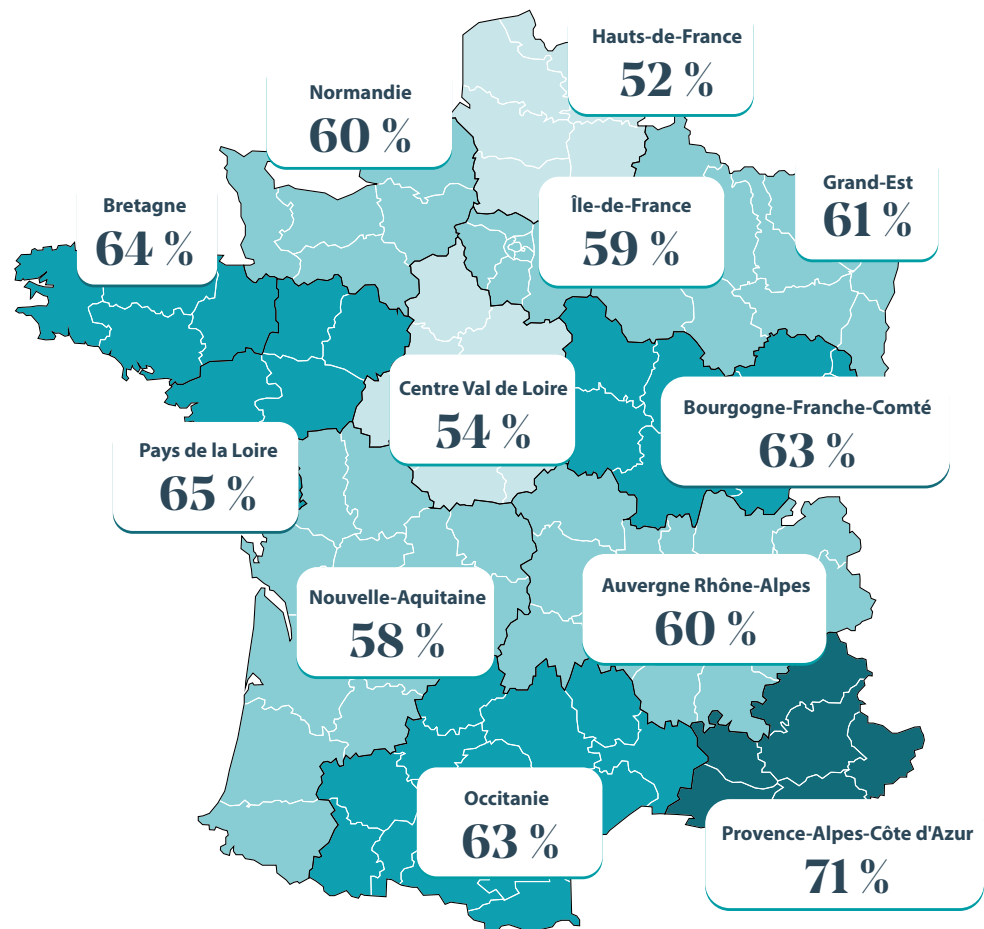 Hauts-de-France
52 %
Normandie
60 %
Grand-Est
61 %
Bretagne
64 %
Île-de-France
59 %
Centre Val de Loire
54 %
Bourgogne-Franche-Comté
63 %
Pays de la Loire
65 %
Nouvelle-Aquitaine
58 %
Auvergne Rhône-Alpes
60 %
Occitanie
63 %
Provence-Alpes-Côte d'Azur
71 %